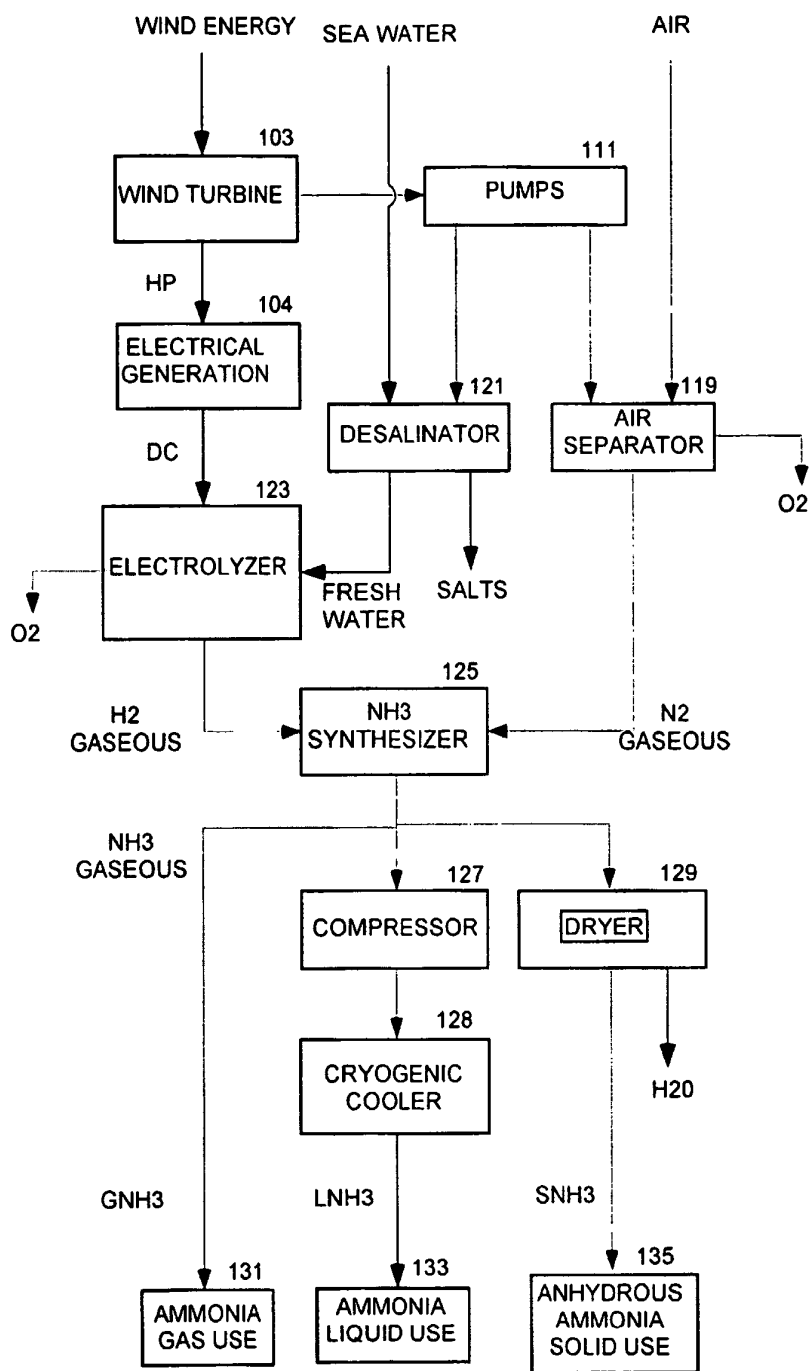 WIND ENERGY
SEA WATER
AIR
103
WIND TURBINE
111
PUMPS
HP
104
ELECTRICAL
GENERATION
DC
121
DESALINATOR
119
AIR
SEPARATOR
O2
123
ELECTROLYZER
O2
FRESH
WATER
SALTS
125
NH3
SYNTHESIZER
H2
GASEOUS
N2
GASEOUS
NH3
GASEOUS
127
COMPRESSOR
129
DRYER
128
CRYOGENIC
COOLER
H20
GNH3
LNH3
SNH3
131
AMMONIA
GAS USE
133
AMMONIA
LIQUID USE
135
ANHYDROUS
AMMONIA
SOLID USE